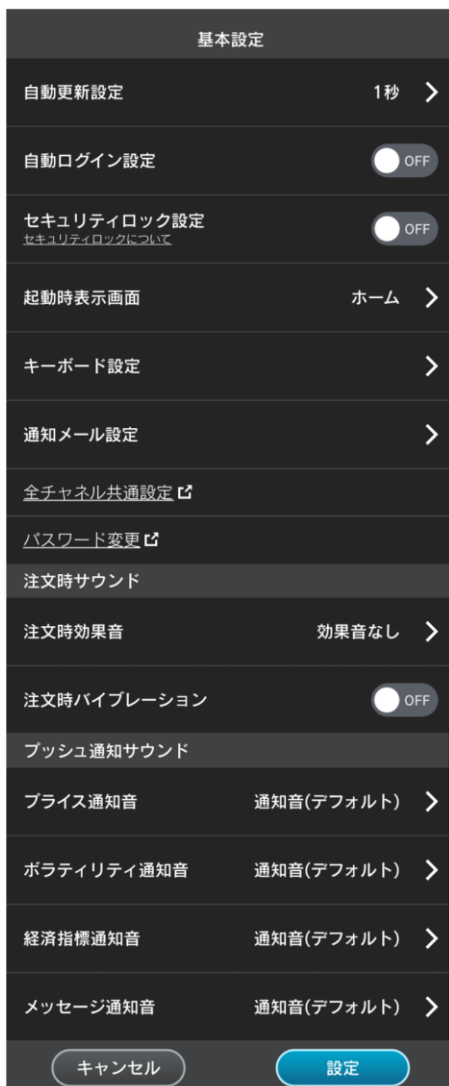 基本設定
自動更新設定 1秒
自動ログイン設定 OFF
セキュリティロック設定 OFF
セキュリティロックについて
起動時表示画面 ホーム
キーボード設定
通知メール設定
全チャネル共通設定
パスワード変更
注文時サウンド
注文時効果音 効果音なし
注文時バイブレーション OFF
プッシュ通知サウンド
プライス通知音 通知音(デフォルト)
ボラティリティ通知音 通知音(デフォルト)
経済指標通知音 通知音(デフォルト)
メッセージ通知音 通知音(デフォルト)
キャンセル 設定